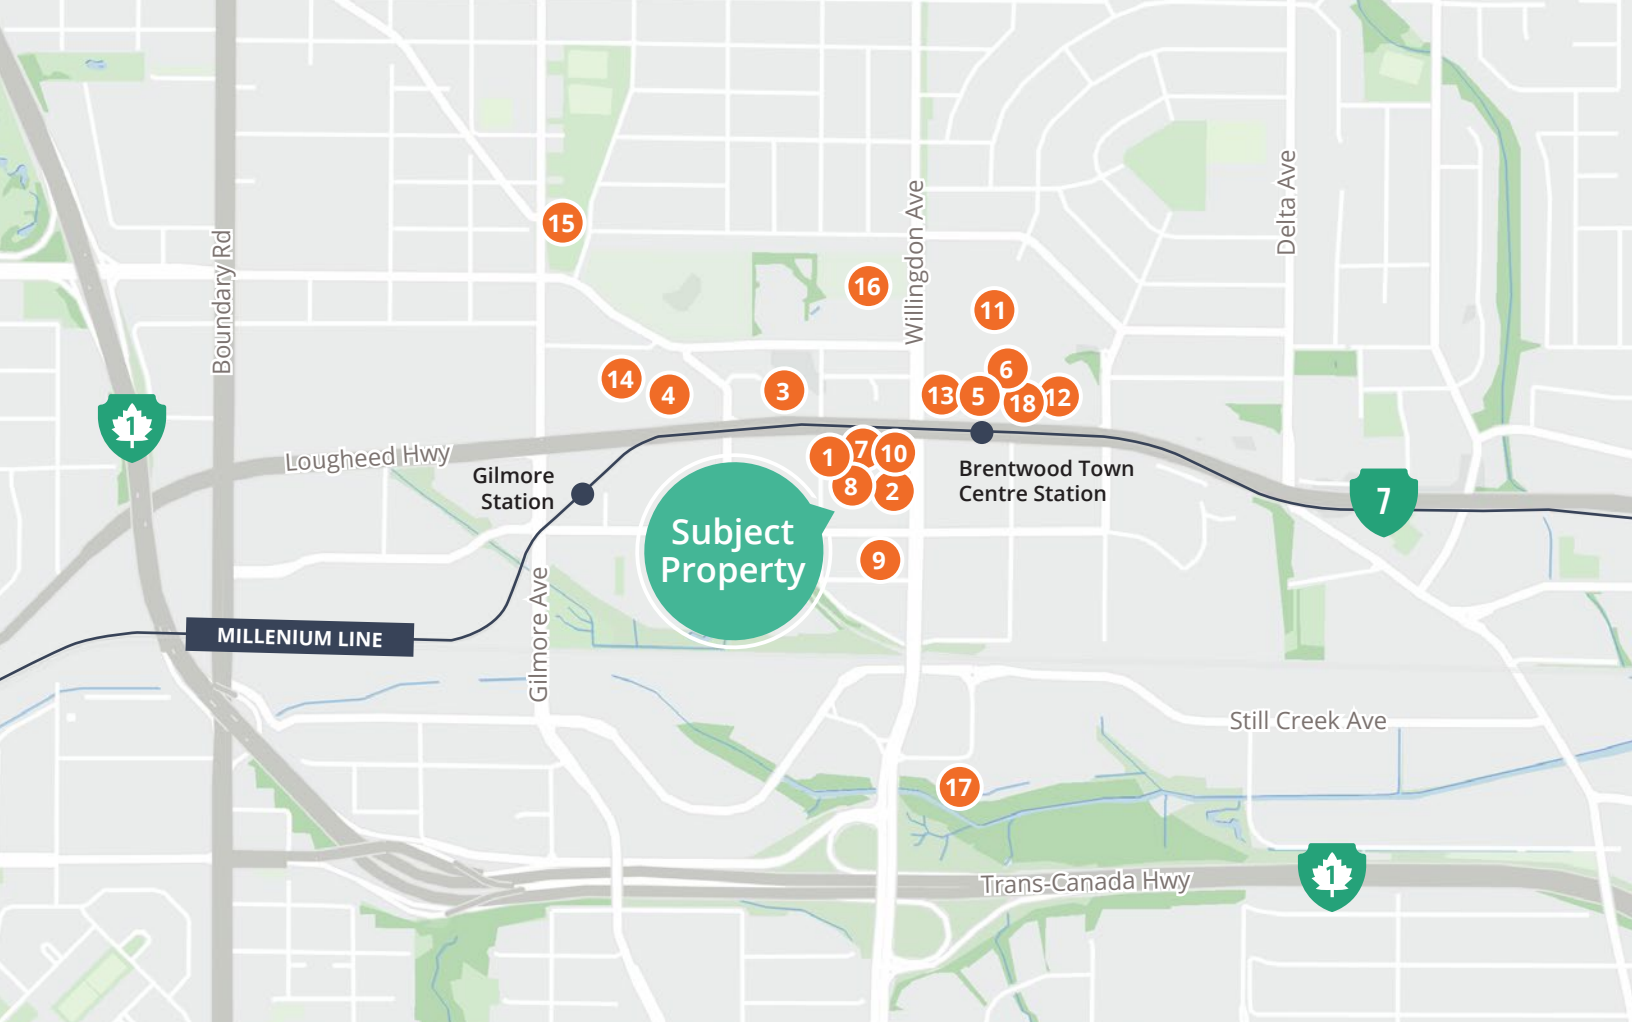 Delta Ave
15
Willingdon Ave
Boundary Rd
16
11
14
4
3
6
13
5
18
12
1
Lougheed Hwy
7
10
1
8
2
Gilmore
Station
Brentwood Town
Centre Station
7
Subject
Property
9
Gilmore Ave
MILLENIUM LINE
Still Creek Ave
17
Trans-Canada Hwy
1